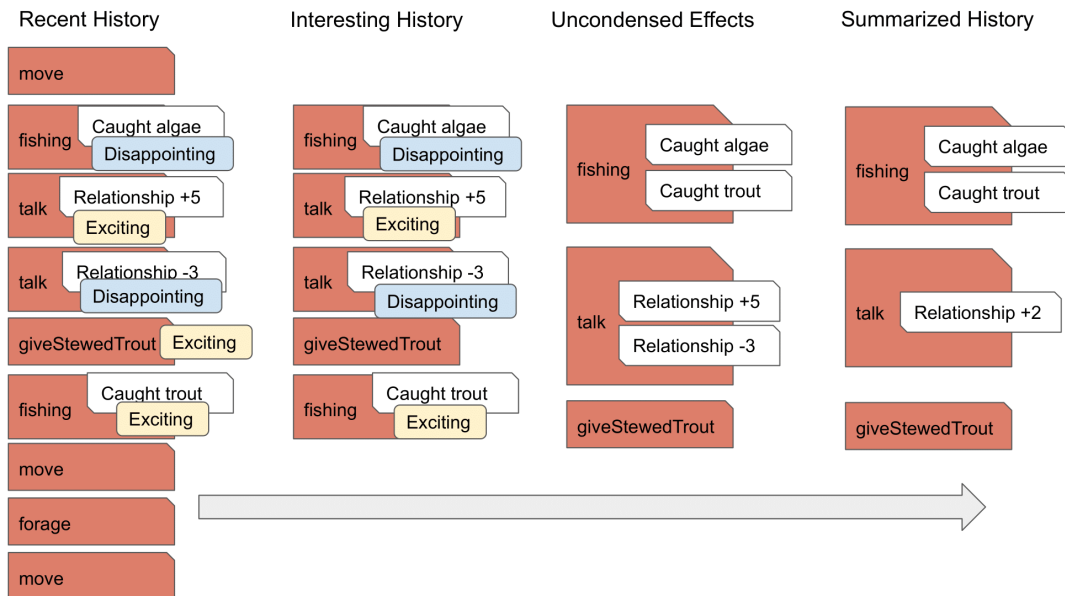 Recent History
Interesting History
Uncondensed Effects
Summarized History
move
fishing
Caught algae
Disappointing
talk
Relationship +5
Exciting
talk
Relationship -3
Disappointing
giveStewedTrout
Exciting
fishing
Caught trout
Exciting
move
forage
move
fishing
Caught algae
Disappointing
talk
Relationship +5
Exciting
talk
Relationship -3
Disappointing
giveStewedTrout
fishing
Caught trout
Exciting
fishing
Caught algae
Caught trout
talk
Relationship +5
Relationship -3
giveStewedTrout
fishing
Caught algae
Caught trout
talk
Relationship +2
giveStewedTrout